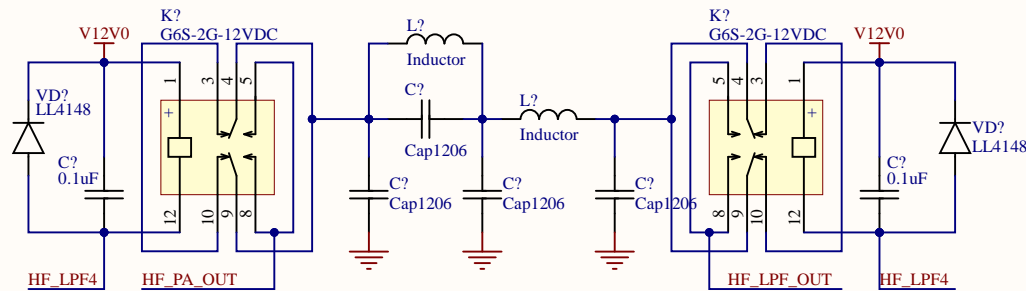 K?
G6S-2G-12VDC
V12V0
VD?
LL4148
C?
0.1uF
1
3
4
5
+
12
10
9
8
HF_LPF4
HF_PA_OUT
L?
Inductor
C?
Cap1206
L?
Inductor
C?
Cap1206
C?
Cap1206
C?
Cap1206
K?
G6S-2G-12VDC
V12V0
5
4
3
1
+
8
9
10
12
C?
0.1uF
VD?
LL4148
HF_LPF_OUT
HF_LPF4